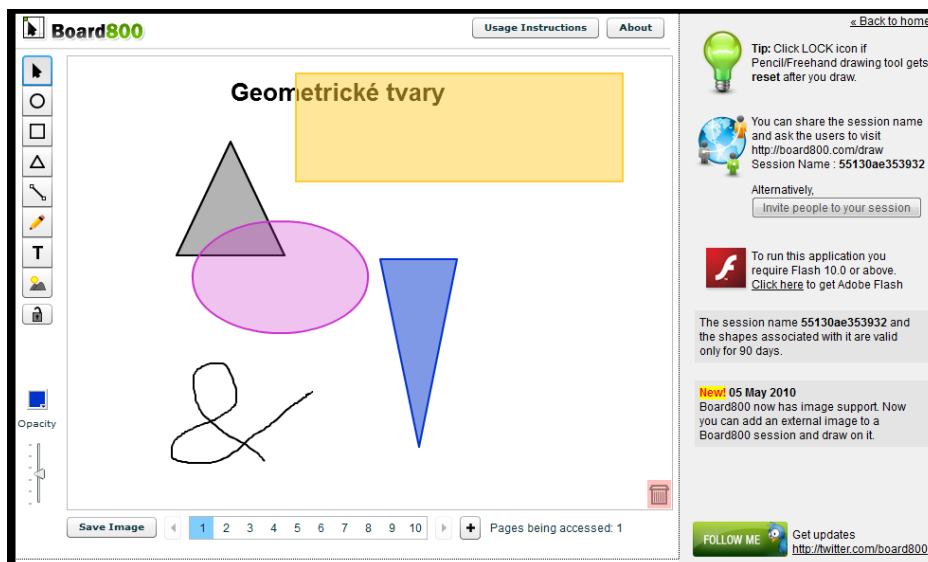 Board800
Usage Instructions
About
« Back to home
Geometrické tvary
Tip: Click LOCK icon if
Pencil/Freehand drawing tool gets
reset after you draw.
You can share the session name
and ask the users to visit
http://board800.com/draw
Session Name : 55130ae353932
Alternatively,
Invite people to your session
T
To run this application you
require Flash 10.0 or above.
Click here to get Adobe Flash
The session name 55130ae353932 and
the shapes associated with it are valid
only for 90 days.
New! 05 May 2010
Board800 now has image support. Now
you can add an external image to a
Board800 session and draw on it.
Opacity
&
Save Image
1 2 3 4 5 6 7 8 9 10
+
Pages being accessed: 1
FOLLOW ME
Get updates
http://twitter.com/board800